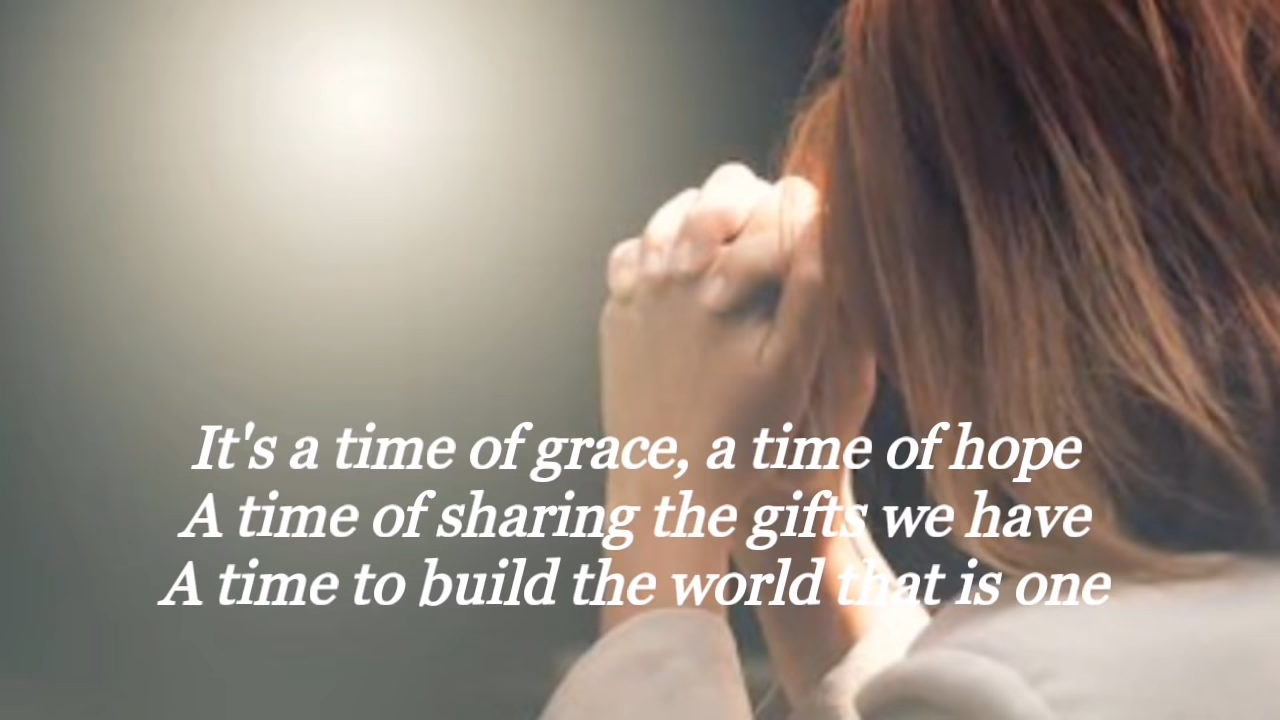 It's a time of grace, a time of hope
A time of sharing the gifts we have
A time to build the world that is one